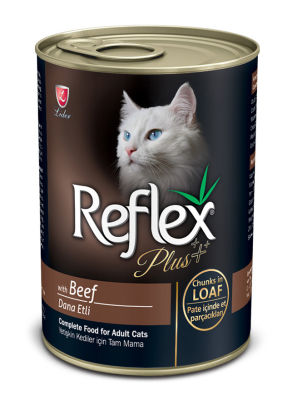 Lider
Reflex
Plus
with Beef
Dana Etli
Chunks in
LOAF
Pate içinde et
parçacıkları
Complete Food for Adult Cats
Yetişkin Kediler için Tam Mama